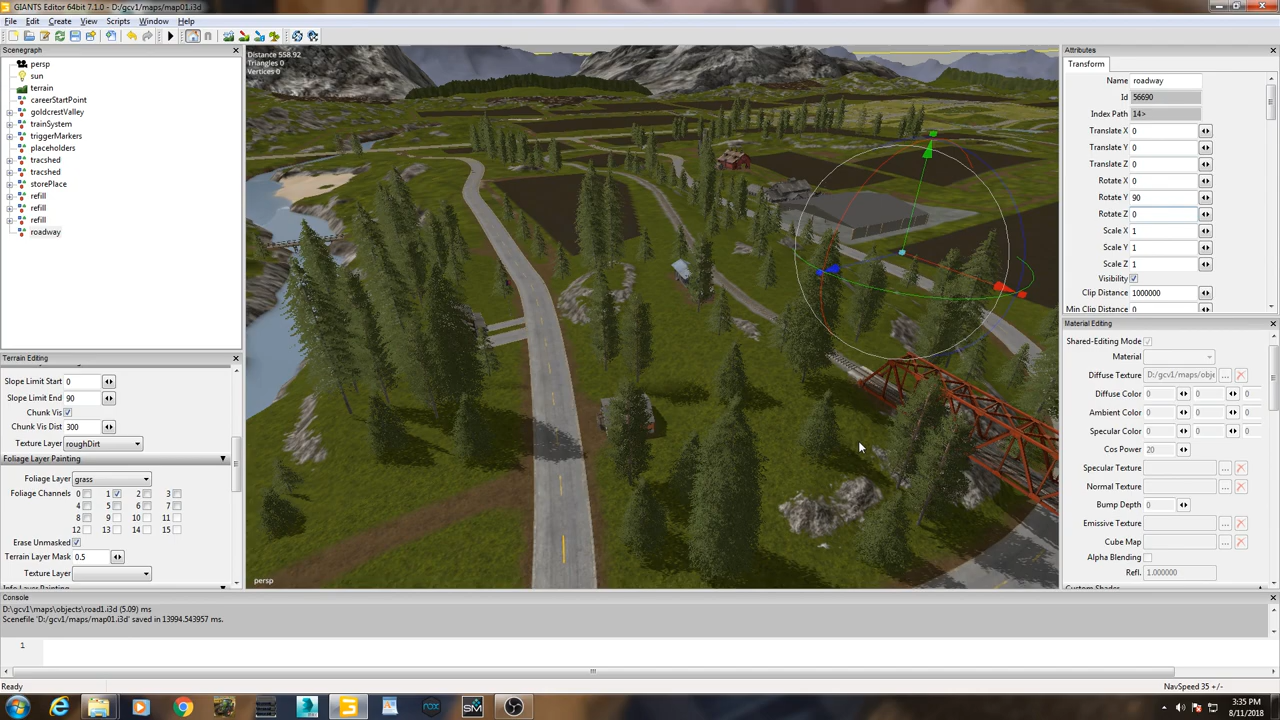 GIANTS Editor 64bit 7.1.0 - D:/gcv1/maps/map01.i3d
File Edit Create View Scripts Window Help
Scenegraph
persp
sun
terrain
careerStartPoint
goldcrestValley
trainSystem
triggerMarkers
placeholders
tracshed
tracshed
storePlace
refill
refill
refill
roadway
Terrain Editing
Slope Limit Start 0
Slope Limit End 90
Chunk Vis
Chunk Vis Dist 300
Texture Layer roughDirt
Foliage Layer Painting
Foliage Layer grass
Foliage Channels 0 1 2 3
4 5 6 7
8 9 10 11
12 13 14 15
Erase Unmasked
Terrain Layer Mask 0.5
Texture Layer
Distance 558.92
Triangles 0
Vertices 0
persp
Attributes
Transform
Name roadway
Id 56690
Index Path 14>
Translate X 0
Translate Y 0
Translate Z 0
Rotate X 0
Rotate Y 90
Rotate Z 0
Scale X 1
Scale Y 1
Scale Z 1
Visibility
Clip Distance 1000000
Min Clip Distance 0
Material Editing
Shared-Editing Mode
Material
Diffuse Texture D:/gcv1/maps/obje
Diffuse Color 0 0 0
Ambient Color 0 0 0
Specular Color 0 0 0
Cos Power 20
Specular Texture
Normal Texture
Bump Depth 0
Emissive Texture
Cube Map
Alpha Blending
Refl. 1.000000
Custom Shader
Console
D:\gcv1\maps\objects\road1.i3d (5.09) ms
Scenefile 'D:/gcv1/maps/map01.i3d' saved in 13994.543957 ms.
1
Ready
NavSpeed 35 +/-
3:35 PM
8/11/2018